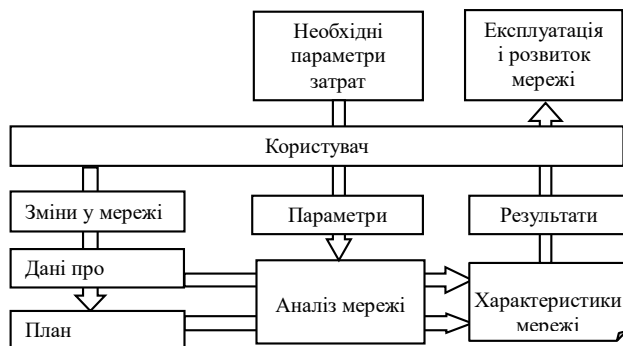 Необхідні
параметри
затрат
Експлуатація
і розвиток
мережі
Користувач
Зміни у мережі
Параметри
Результати
Дані про
Аналіз мережі
Характеристики
мережі
План